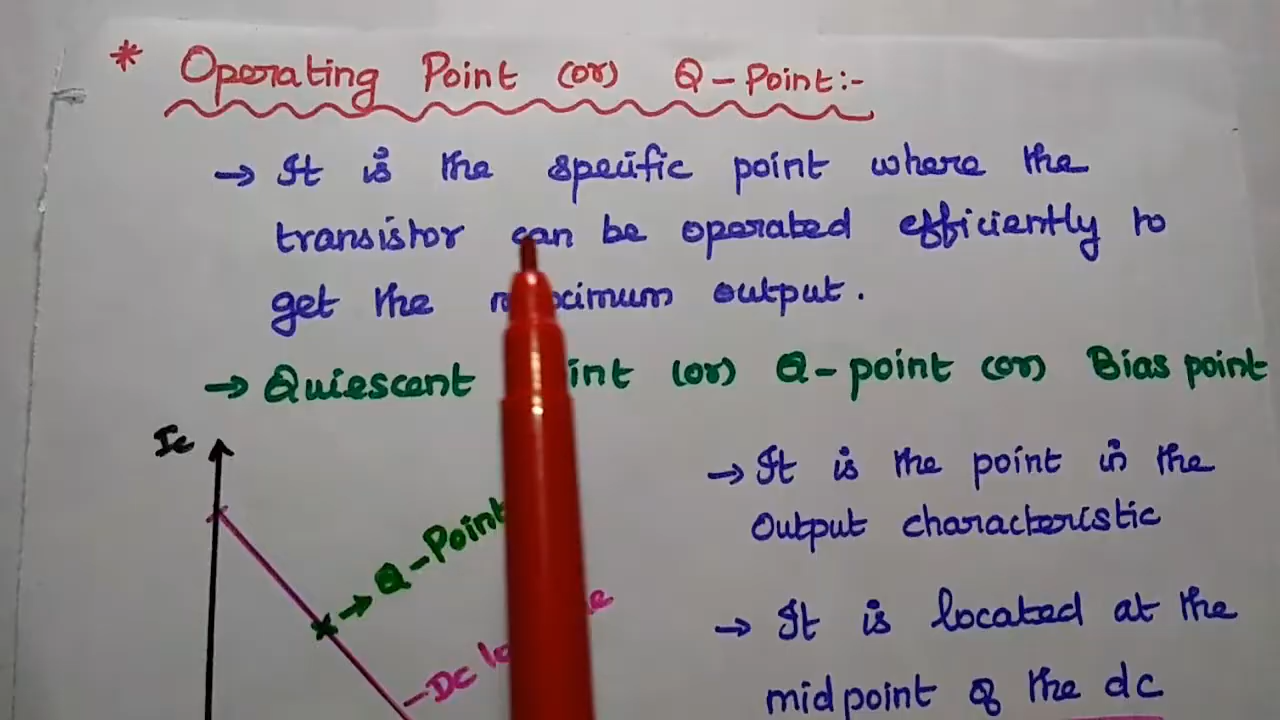 * Operating Point (or) Q-Point:-
→ It is the specific point where the
transistor can be operated efficiently to
get the output.
→ Quiescent (or) Q-point (or) Bias point
Ic
→ Q-Point
DC
→ It is the point in the
Output characteristic
→ It is located at the
midpoint of the dc